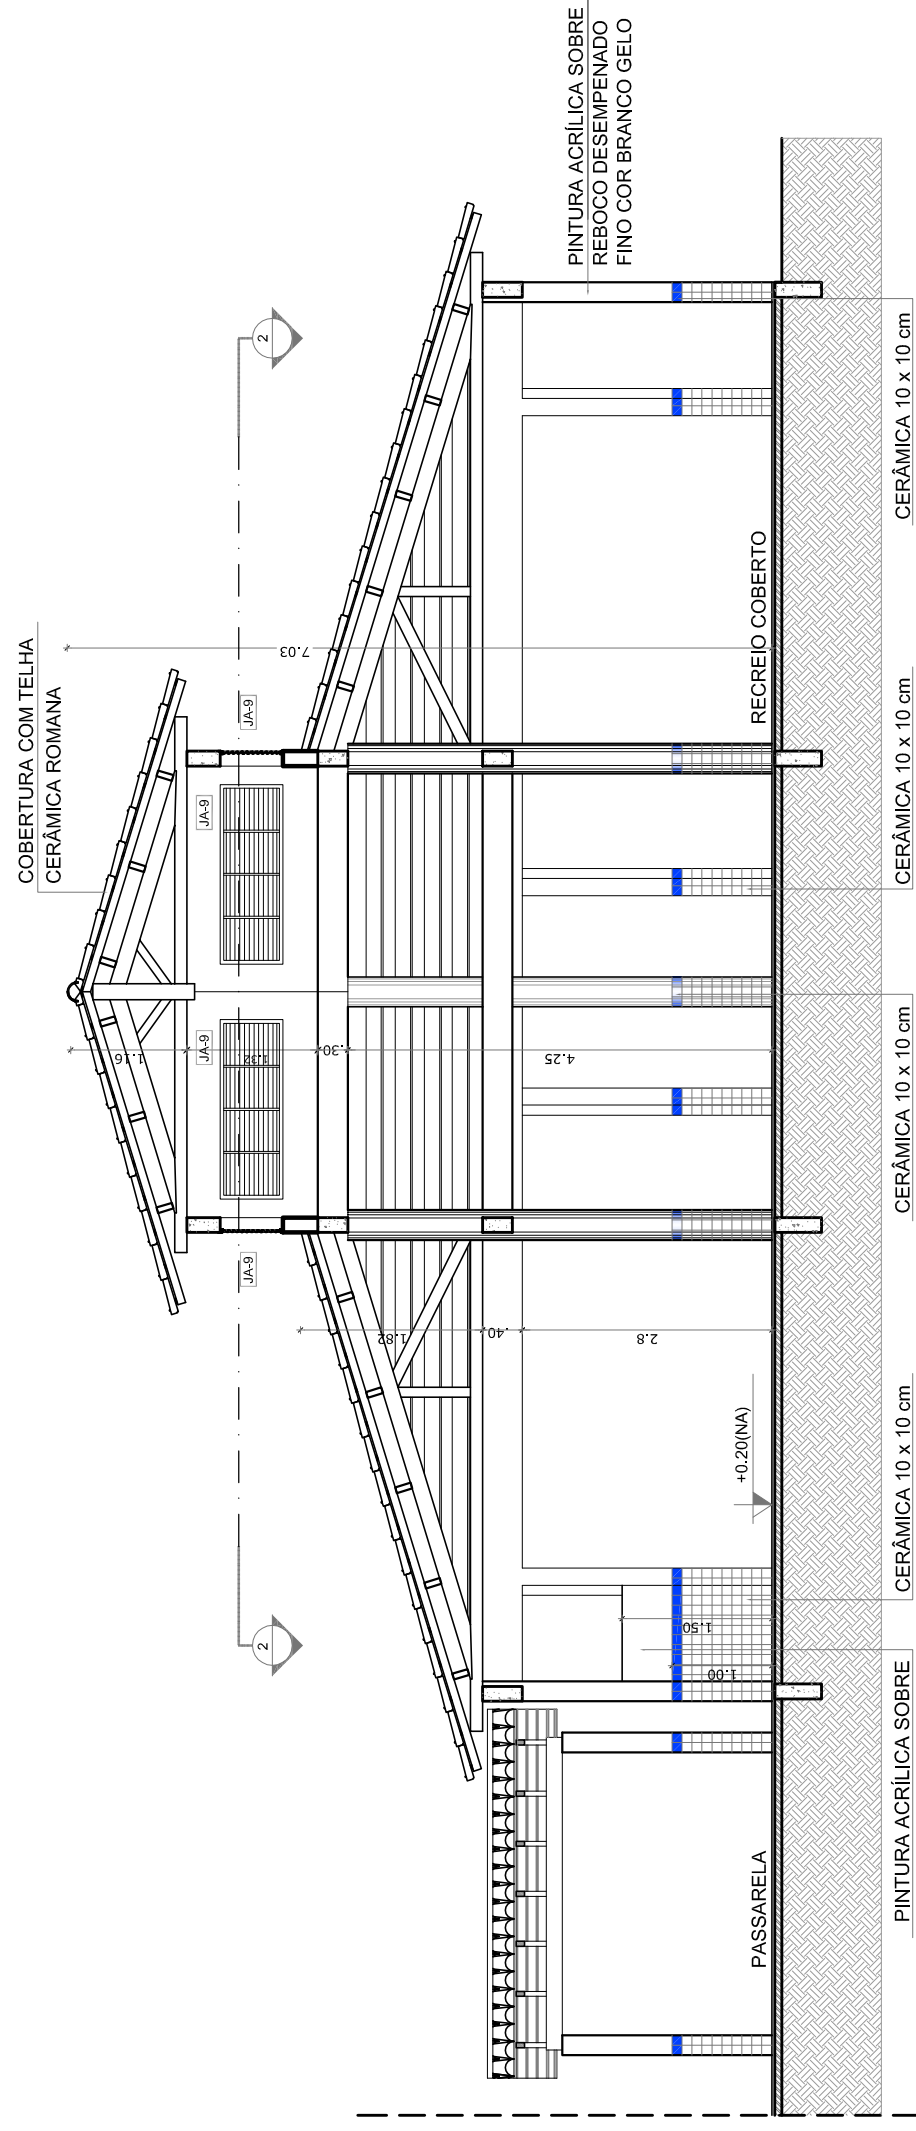 COBERTURA COM TELHA
CERÂMICA ROMANA
PINTURA ACRÍLICA SOBRE
REBOCO DESEMPENADO
FINO COR BRANCO GELO
2
2
JA-9
JA-9
JA-9
JA-9
7.03
1.16
1.32
.30
4.25
1.82
.40
2.8
1.50
1.00
+0.20(NA)
PASSARELA
RECREIO COBERTO
PINTURA ACRÍLICA SOBRE
CERÂMICA 10 x 10 cm
CERÂMICA 10 x 10 cm
CERÂMICA 10 x 10 cm
CERÂMICA 10 x 10 cm